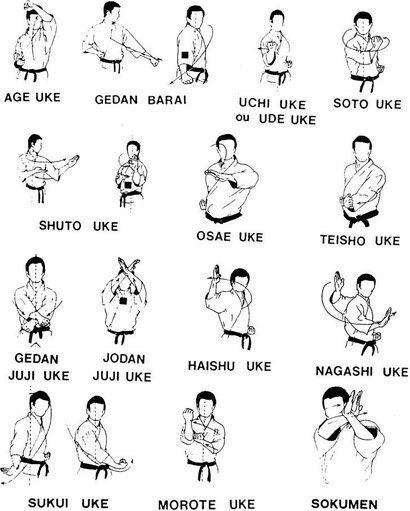 AGE UKE
GEDAN BARAI
UCHI UKE
ou UDE UKE
SOTO UKE
SHUTO UKE
OSAE UKE
TEISHO UKE
GEDAN
JUJI UKE
JODAN
JUJI UKE
HAISHU UKE
NAGASHI UKE
SUKUI UKE
MOROTE UKE
SOKUMEN